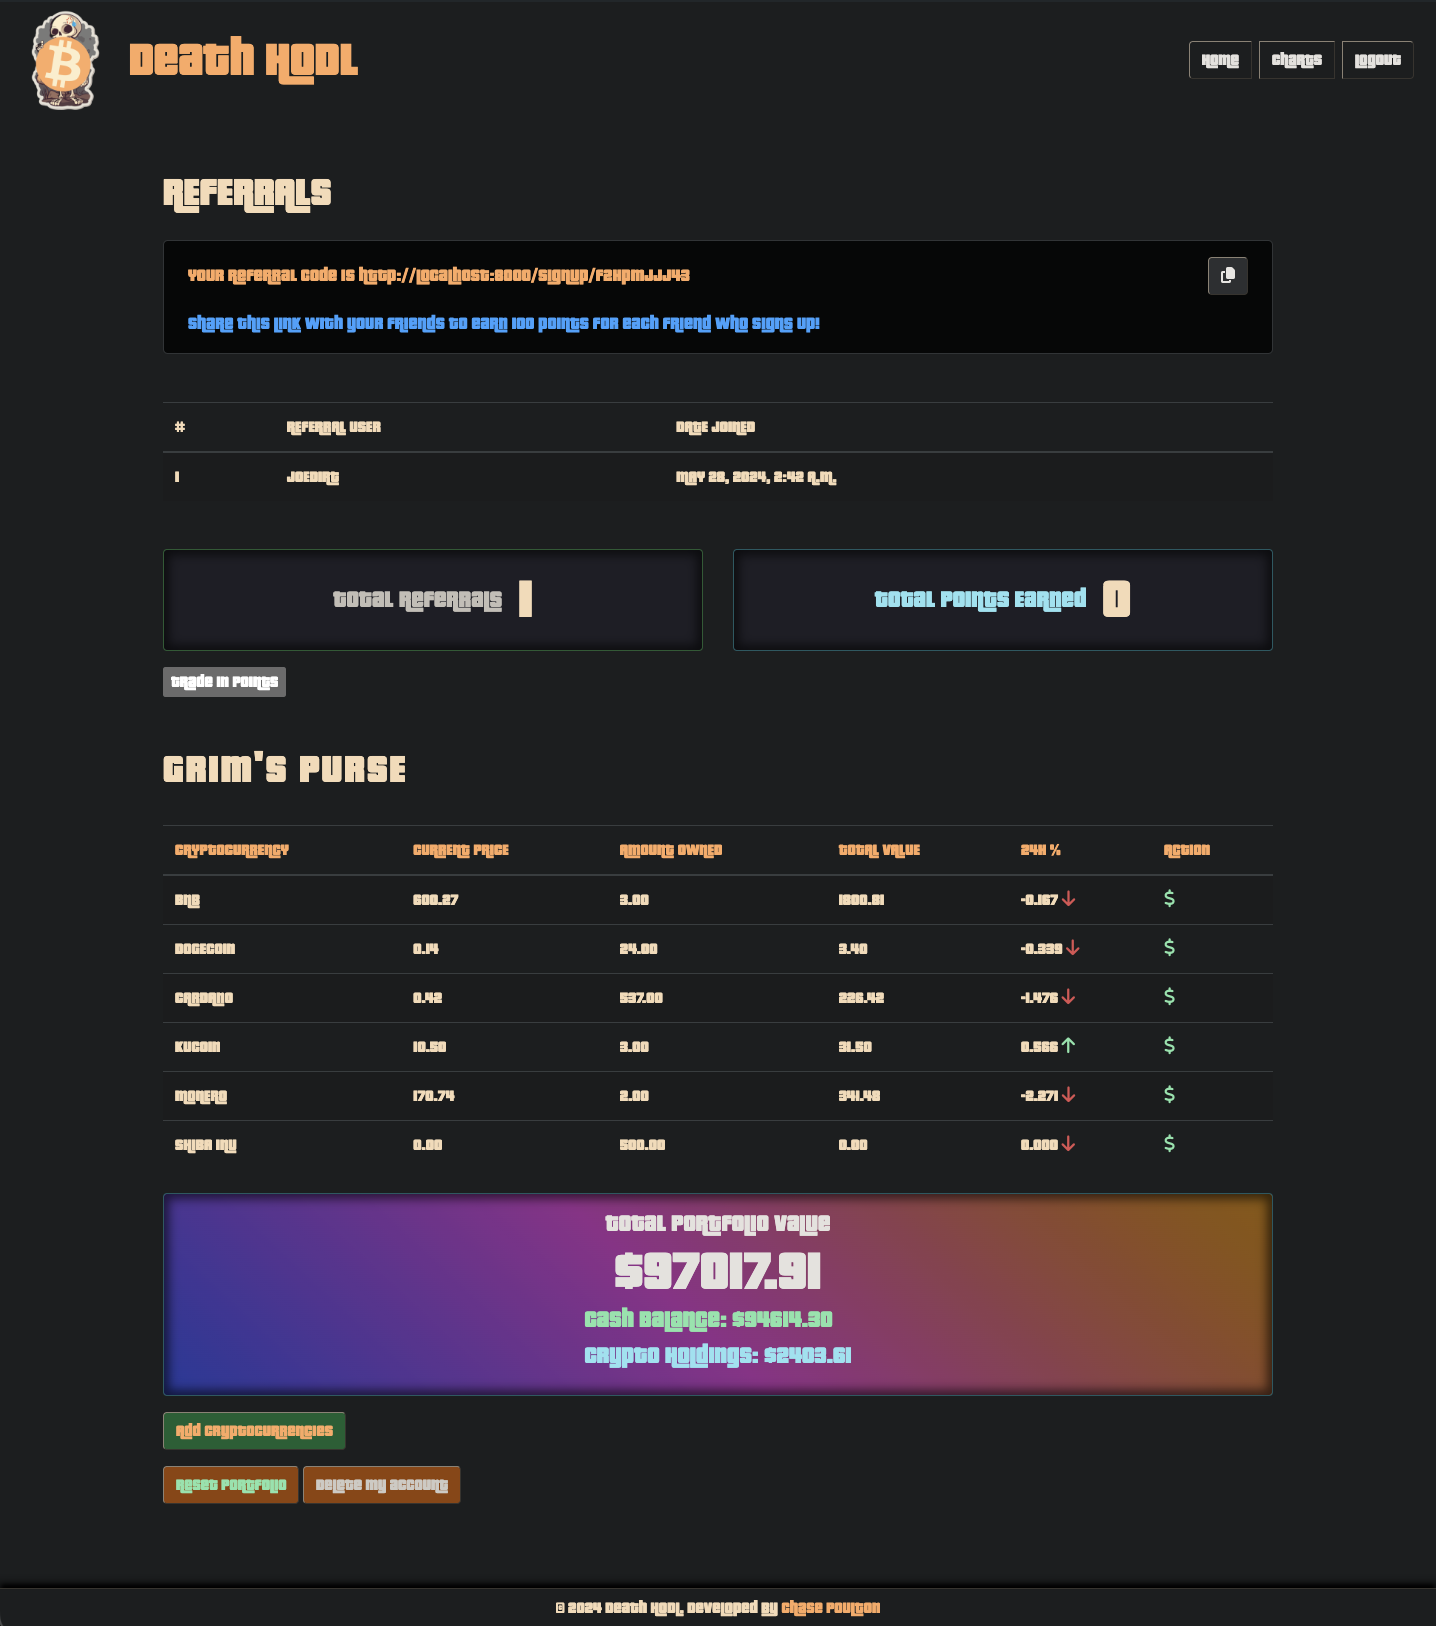 Death HODL
Home
Charts
Logout
REFERRALS
Your Referral Code is http://localhost:8000/signup/
Share this link with your friends to earn 100 points for each friend who signs up!
# REFERRAL USER DATE JOINED
1 JOEDIRT MAY 28, 2024, 2:42 A.M.
Total Referrals 1
Total Points Earned 0
Trade In Points
GRIM'S PURSE
CRYPTOCURRENCY CURRENT PRICE AMOUNT OWNED TOTAL VALUE 24H % ACTION
BNB 600.27 3.00 1800.81 -0.167 ↓ $
DOGECOIN 0.14 24.00 3.40 -0.339 ↓ $
CARDANO 0.42 537.00 226.42 -1.476 ↓ $
KUCOIN 10.50 3.00 31.50 0.566 ↑ $
MONERO 170.74 2.00 341.48 -2.271 ↓ $
SHIBA INU 0.00 500.00 0.00 0.000 ↓ $
Total Portfolio Value
$97017.91
Cash Balance: $94614.30
Crypto Holdings: $2403.61
Add Cryptocurrencies
Reset Portfolio
Delete My Account
© 2024 Death HODL. Developed By Chase Poulton